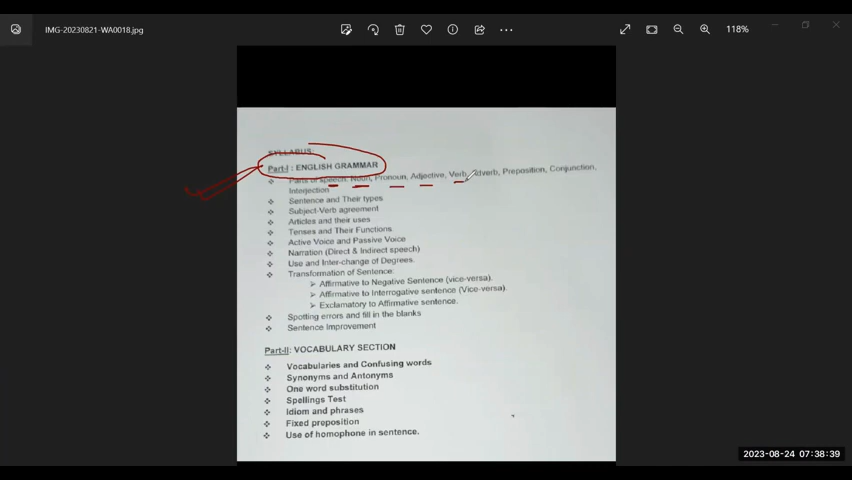 IMG-20230821-WA0018.jpg
118%
SYLLABUS:
Part-I : ENGLISH GRAMMAR
Parts of speech: Noun, Pronoun, Adjective, Verb, Adverb, Preposition, Conjunction,
Interjection
Sentence and Their types
Subject-Verb agreement
Articles and their uses
Tenses and Their Functions
Active Voice and Passive Voice
Narration (Direct & Indirect speech)
Use and Inter-change of Degrees.
Transformation of Sentence:
Affirmative to Negative Sentence (vice-versa).
Affirmative to Interrogative sentence (Vice-versa).
Exclamatory to Affirmative sentence.
Spotting errors and fill in the blanks
Sentence Improvement
Part-II: VOCABULARY SECTION
Vocabularies and Confusing words
Synonyms and Antonyms
One word substitution
Spellings Test
Idiom and phrases
Fixed preposition
Use of homophone in sentence.
2023-08-24 07:38:39